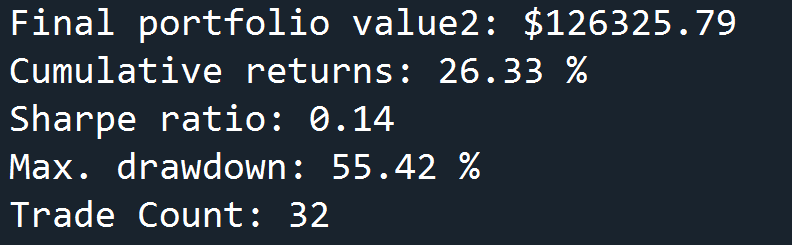 Final portfolio value2: $126325.79
Cumulative returns: 26.33 %
Sharpe ratio: 0.14
Max. drawdown: 55.42 %
Trade Count: 32